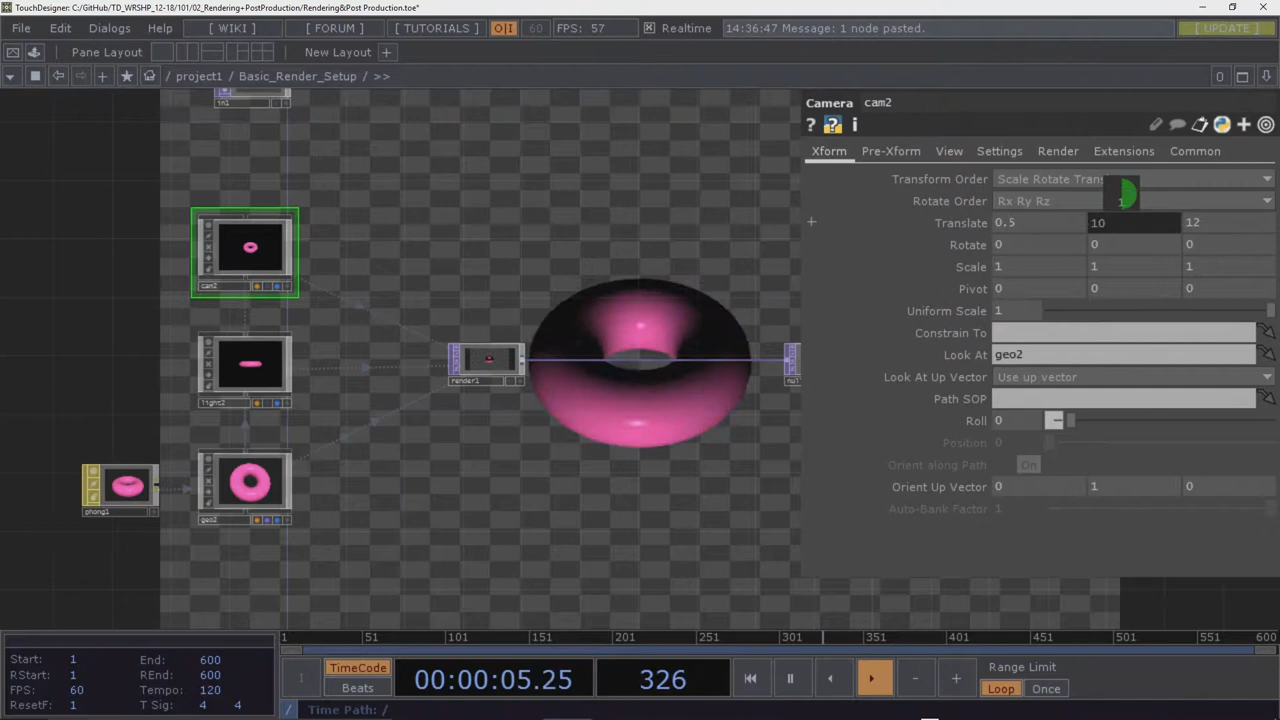 TouchDesigner: C:/GitHub/TD_WRSHP_12-18/101/02_Rendering+PostProduction/Rendering&Post Production.toe*
File Edit Dialogs [ WIKI ] [ FORUM ] [ TUTORIALS ] O|I 60 FPS: 57 Realtime 14:36:47 Message: 1 node pasted. [ UPDATE ]
Pane Layout New Layout +
/ project1 / Basic_Render_Setup / >> 0
in1
Camera cam2
? ? i
Xform Pre-Xform View Settings Render Extensions Common
Transform Order Scale Rotate Trans
Rotate Order Rx Ry Rz
Translate 0.5 10 12
Rotate 0 0 0
Scale 1 1 1
Pivot 0 0 0
Uniform Scale 1
Constrain To
Look At geo2
Look At Up Vector Use up vector
Path SOP
Roll 0
Position 0
Orient along Path On
Orient Up Vector 0 1 0
Auto-Bank Factor 1
cam2
light2
render1
phong1
geo2
1 51 101 151 201 251 301 351 401 451 501 551 600
Start: 1 End: 600
RStart: 1 REnd: 600
FPS: 60 Tempo: 120
ResetF: 1 T Sig: 4 4
1 TimeCode Beats 00:00:05.25 326 - + Range Limit Loop Once
/ Time Path: /